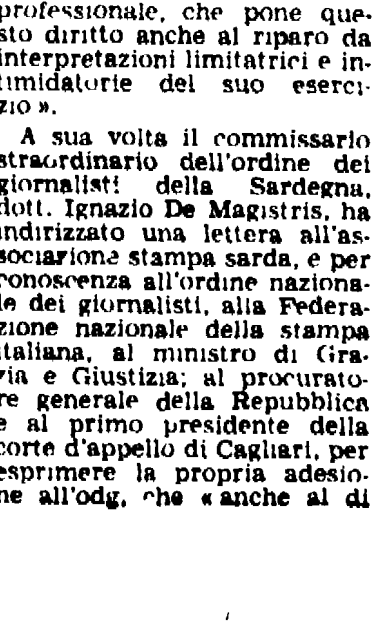 professionale, che pone que-
sto diritto anche al riparo da
interpretazioni limitatrici e in-
timidatorie del suo eserci-
zio».
A sua volta il commissario
straordinario dell'ordine dei
giornalisti della Sardegna,
dott. Ignazio De Magistris, ha
indirizzato una lettera all'as-
sociazione stampa sarda, e per
conoscenza all'ordine naziona-
le dei giornalisti, alla Federa-
zione nazionale della stampa
italiana, al ministro di Gra-
zia e Giustizia; al procurato-
re generale della Repubblica
e al primo presidente della
corte d'appello di Cagliari, per
esprimere la propria adesio-
ne all'odg, che «anche al di